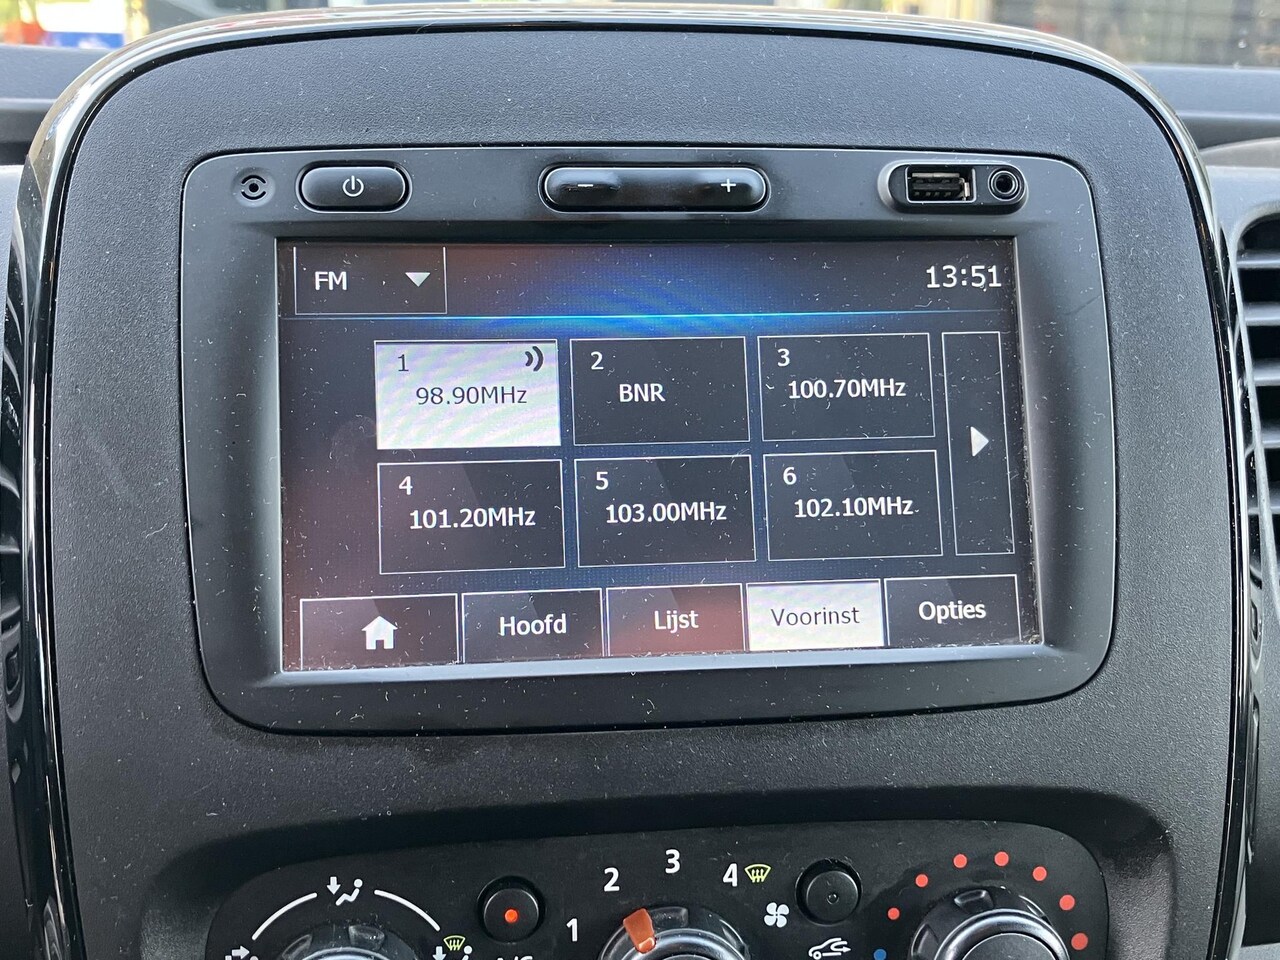 FM
13:51
1
98.90MHz
2
BNR
3
100.70MHz
4
101.20MHz
5
103.00MHz
6
102.10MHz
Hoofd
Lijst
Voorinst
Opties
1
2
3
4